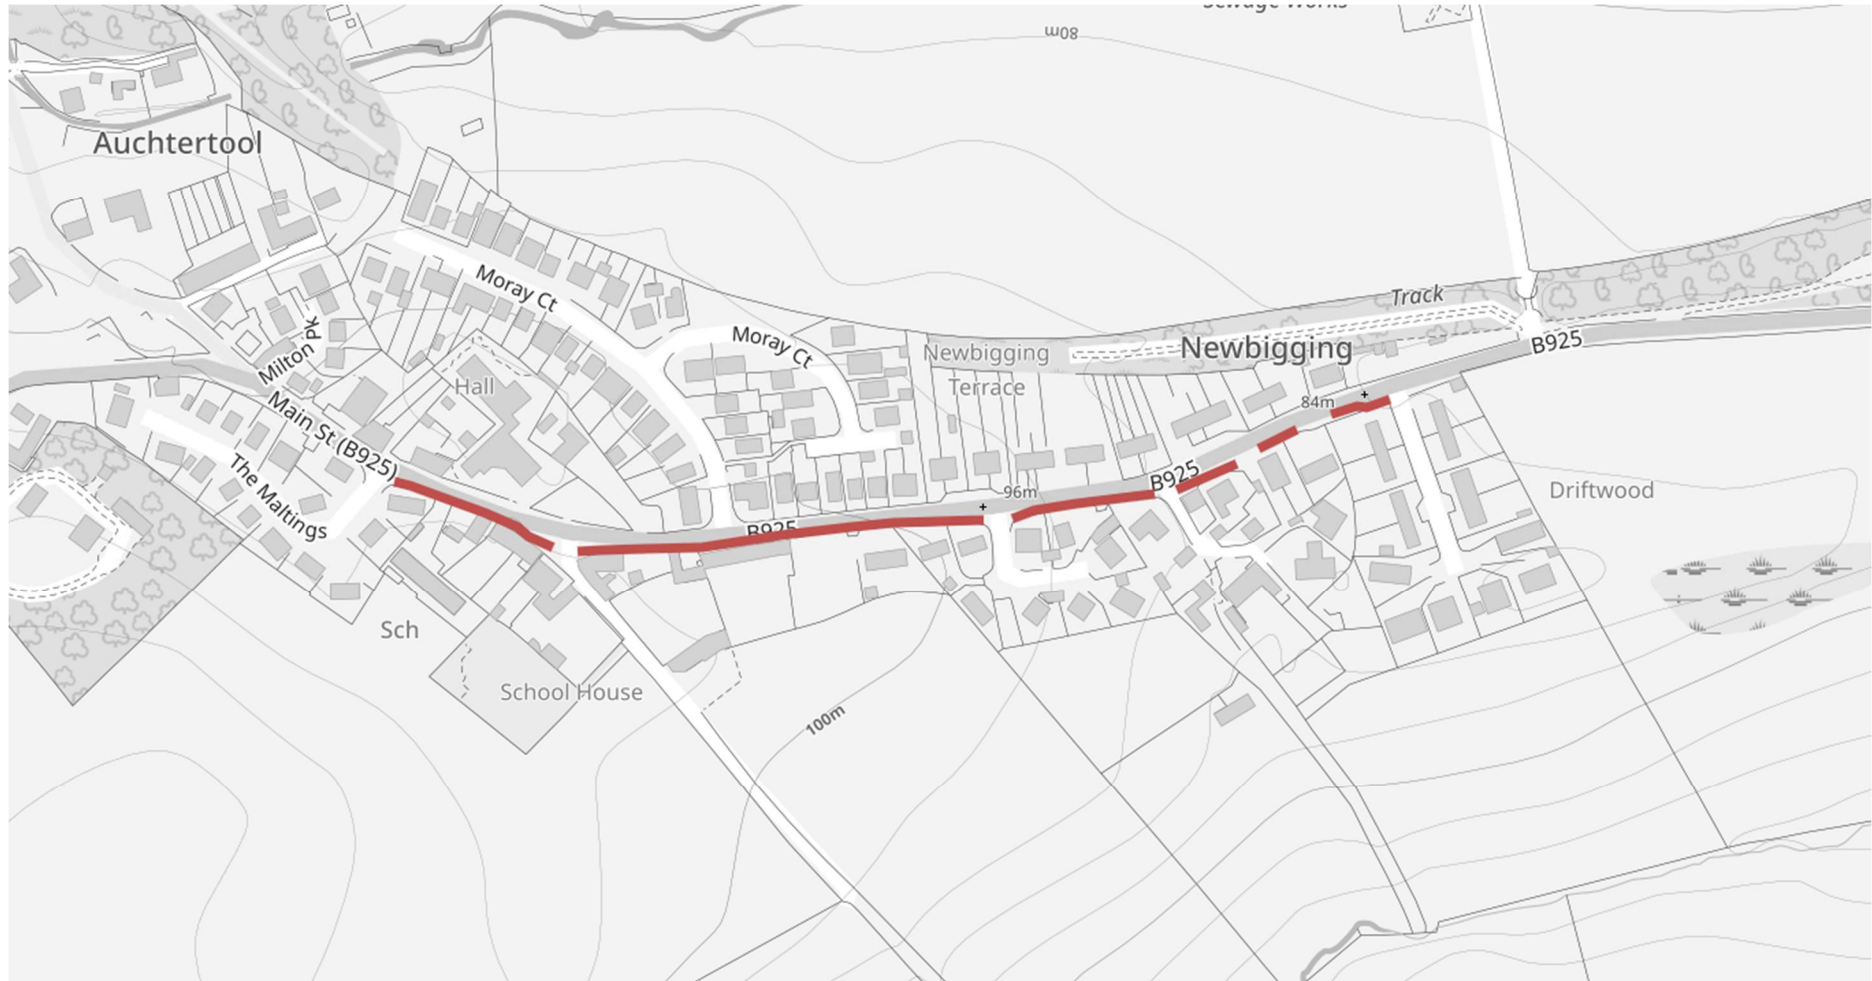 Sewage Works
80m
Auchtertool
Moray Ct
Track
Milton Pk
Moray Ct
Newbigging
Terrace
Newbigging
B925
Hall
84m
Main St (B925)
The Maltings
B925
96m
B925
Driftwood
Sch
School House
100m